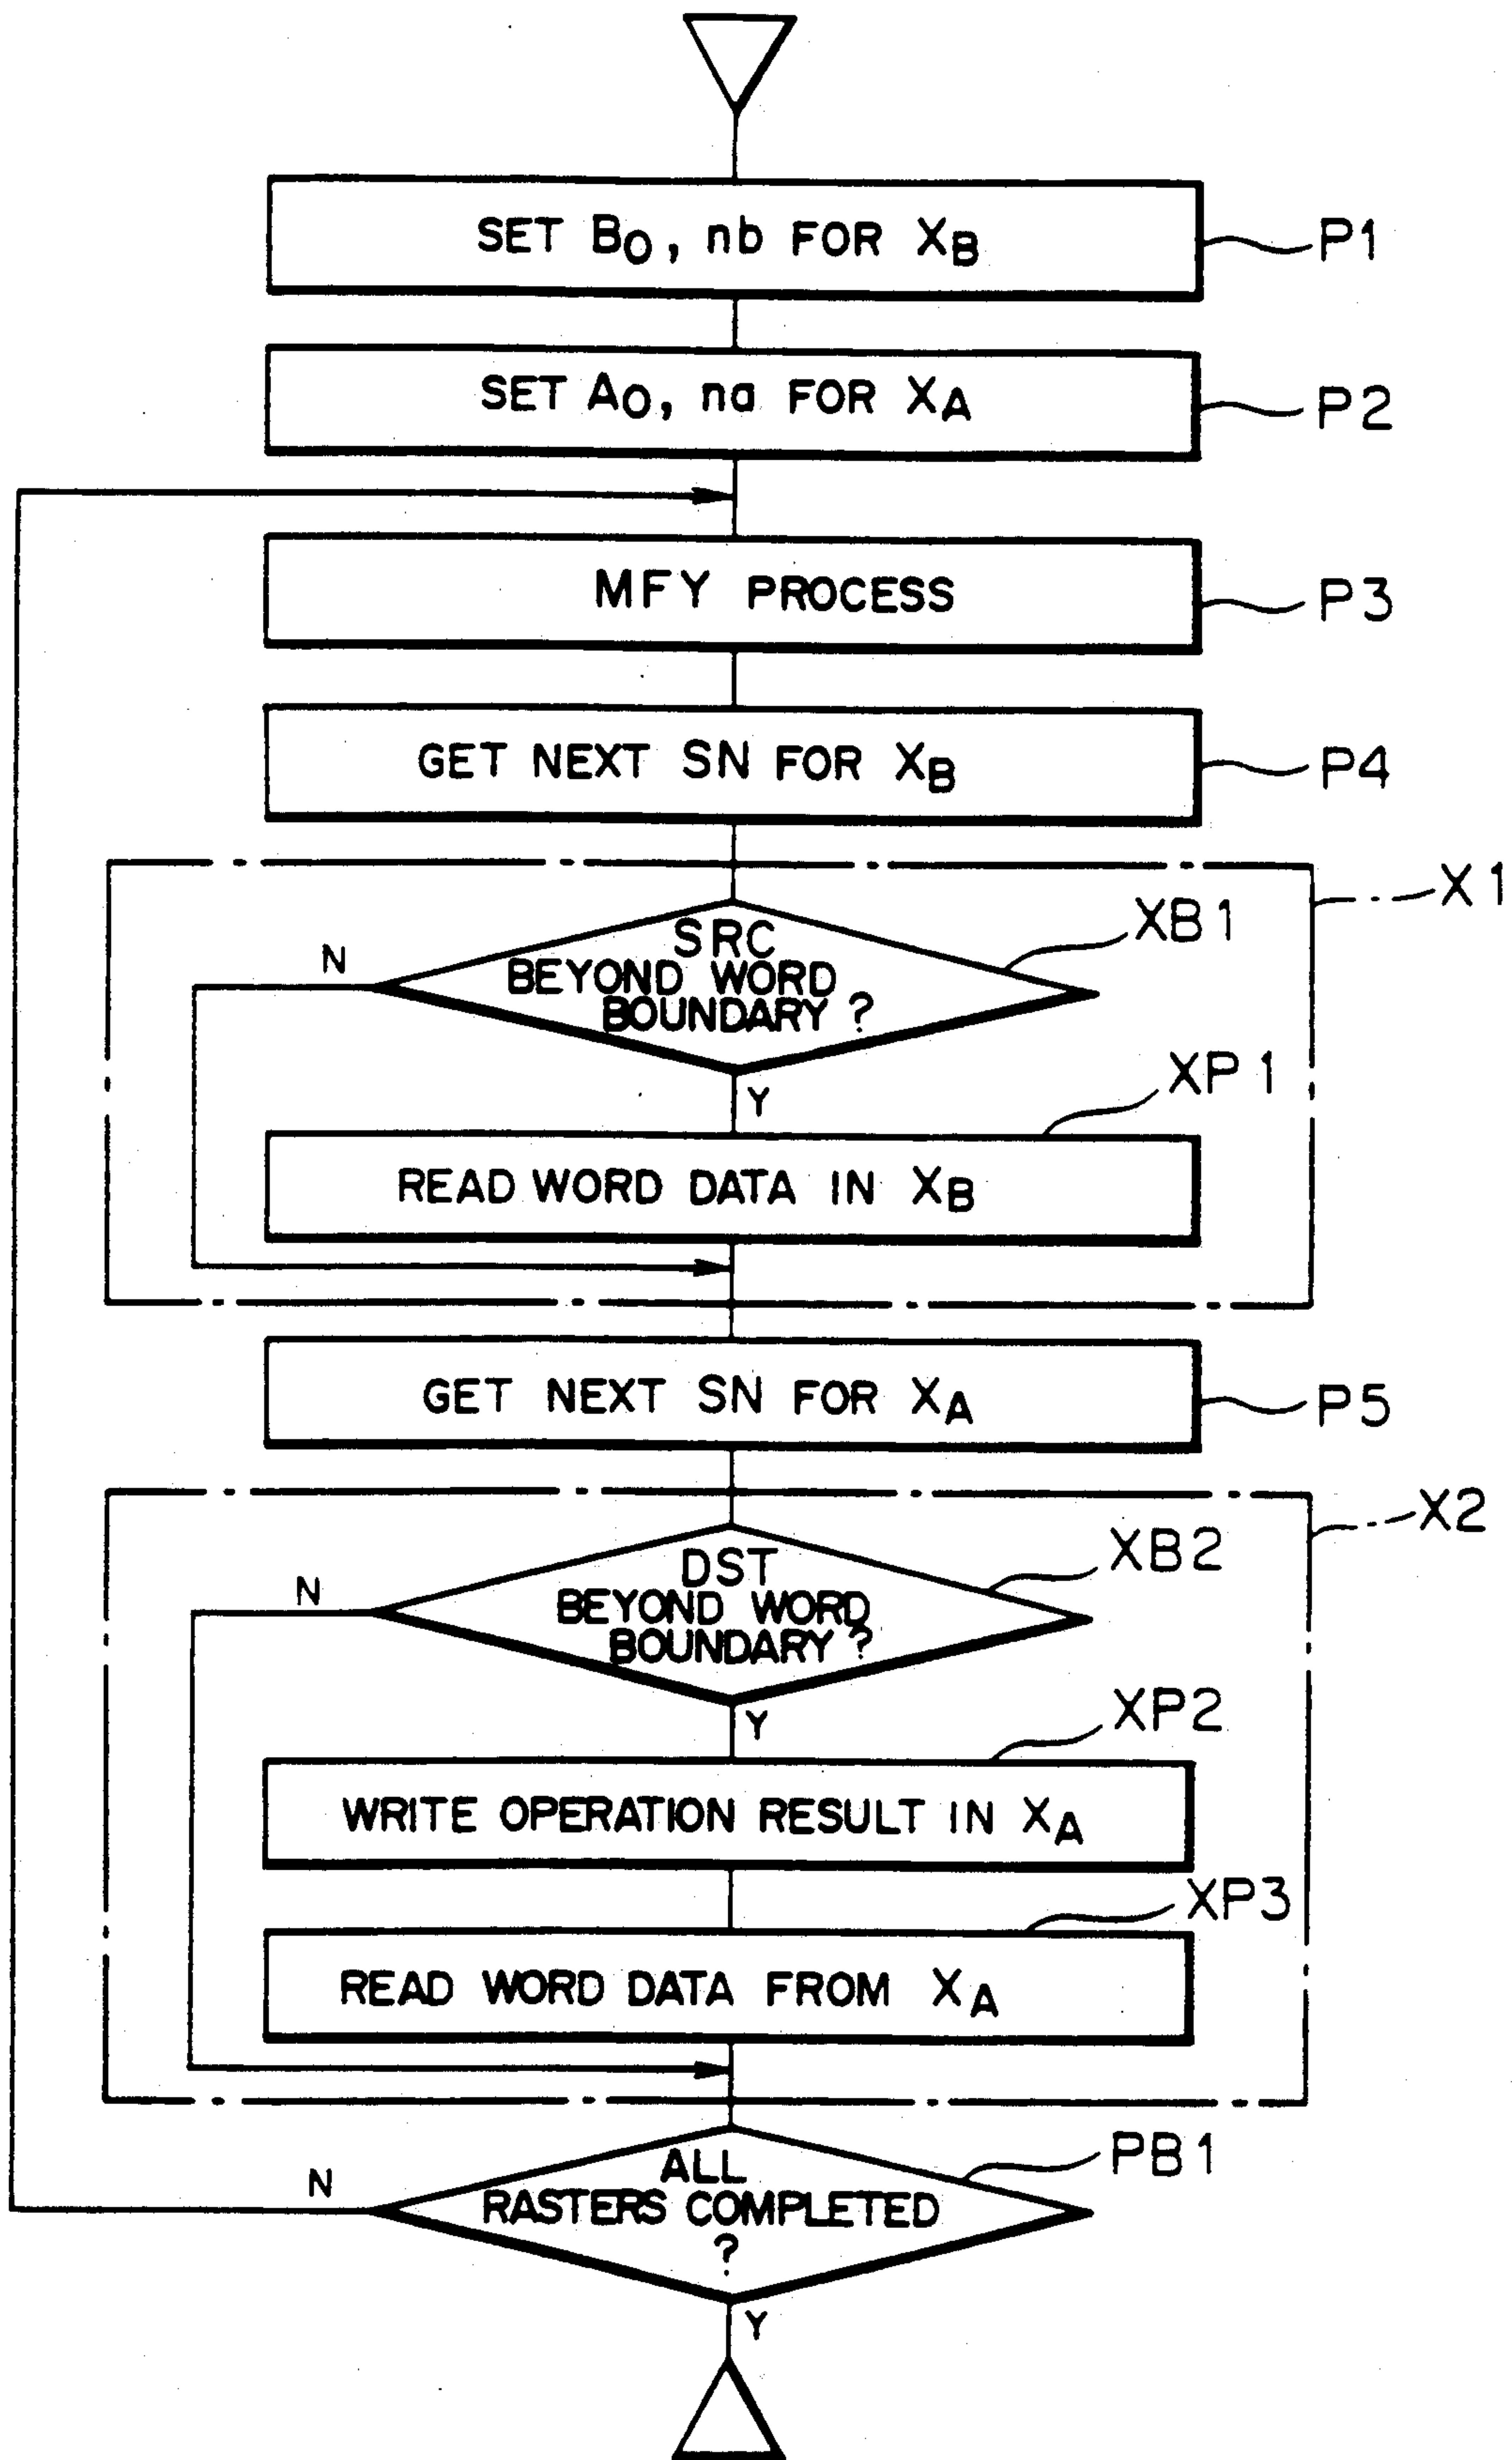 SET B0, nb FOR XB
P1
SET A0, na FOR XA
P2
MFY PROCESS
P3
GET NEXT SN FOR XB
P4
X1
XB1
SRC
BEYOND WORD
BOUNDARY ?
N
Y
XP1
READ WORD DATA IN XB
GET NEXT SN FOR XA
P5
X2
XB2
DST
BEYOND WORD
BOUNDARY ?
N
Y
XP2
WRITE OPERATION RESULT IN XA
XP3
READ WORD DATA FROM XA
PB1
ALL
RASTERS COMPLETED
?
N
Y